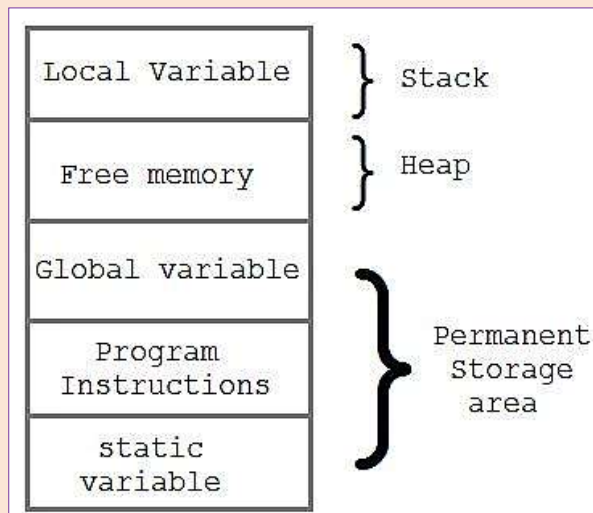 Local Variable
Stack
Free memory
Heap
Global variable
Program
Instructions
static
variable
Permanent
Storage
area